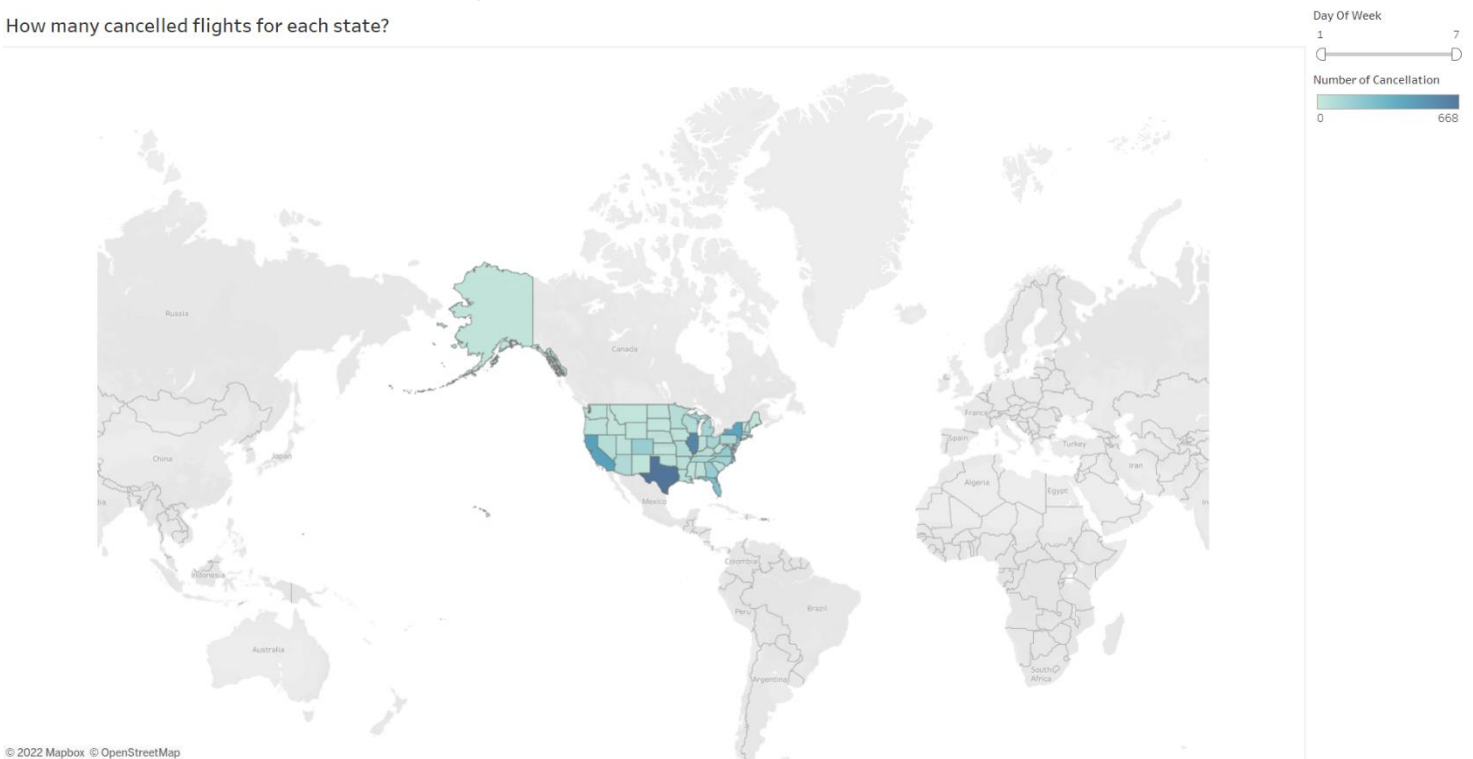 How many cancelled flights for each state?
Day Of Week
1 7
Number of Cancellation
0 668
Russia
Canada
France
Spain
Turkey
China
Japan
Iran
Algeria
Egypt
Mexico
Colombia
Indonesia
Peru
Brazil
Australia
South
Africa
Argentina
© 2022 Mapbox © OpenStreetMap